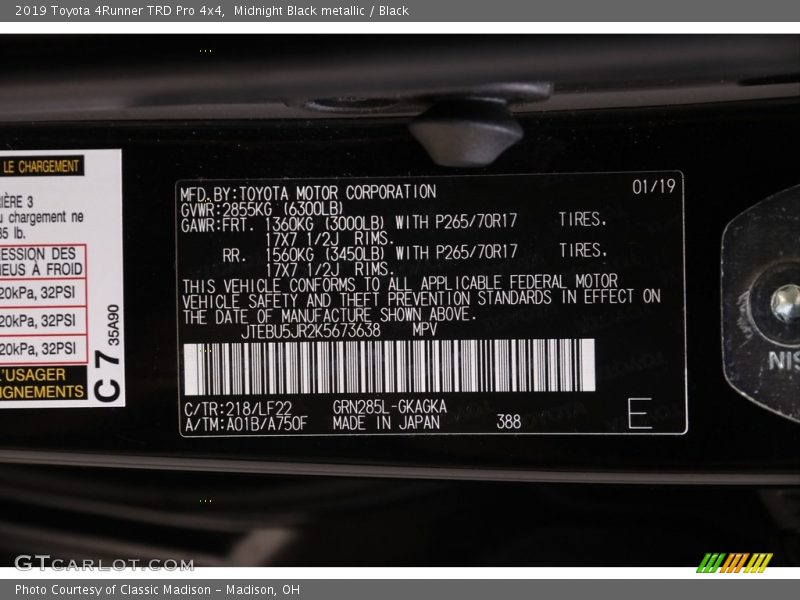 2019 Toyota 4Runner TRD Pro 4x4, Midnight Black metallic / Black
LE CHARGEMENT
IÈRE 3
u chargement ne
85 lb.
ESSION DES
NEUS À FROID
20kPa, 32PSI
20kPa, 32PSI
20kPa, 32PSI
L'USAGER
IGNEMENTS
C 7 35A90
MFD. BY:TOYOTA MOTOR CORPORATION 01/19
GVWR:2855KG (6300LB)
GAWR:FRT. 1360KG (3000LB) WITH P265/70R17 TIRES.
17X7 1/2J RIMS.
RR. 1560KG (3450LB) WITH P265/70R17 TIRES.
17X7 1/2J RIMS.
THIS VEHICLE CONFORMS TO ALL APPLICABLE FEDERAL MOTOR
VEHICLE SAFETY AND THEFT PREVENTION STANDARDS IN EFFECT ON
THE DATE OF MANUFACTURE SHOWN ABOVE.
JTEBU5JR2K5673638 MPV
C/TR:218/LF22 GRN285L-GKAGKA
A/TM:A01B/A750F MADE IN JAPAN 388 E
NIS
GTCARLOT.COM
Photo Courtesy of Classic Madison – Madison, OH